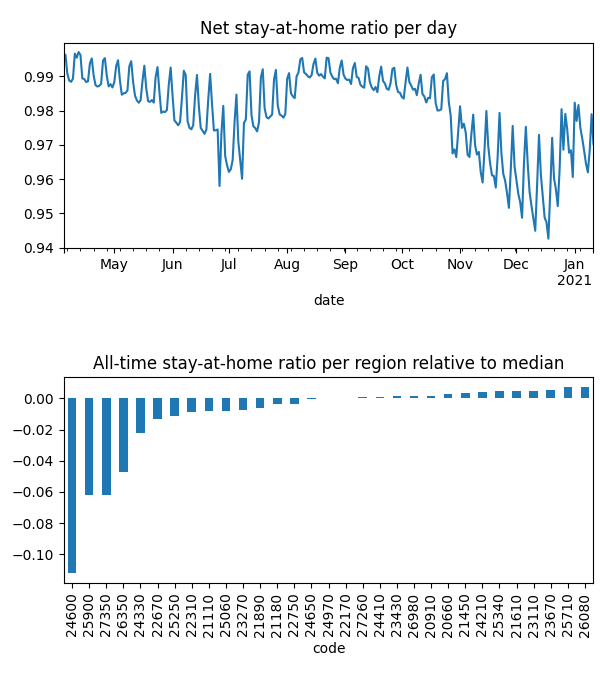 Net stay-at-home ratio per day
0.99
0.98
0.97
0.96
0.95
0.94
May Jun Jul Aug Sep Oct Nov Dec Jan
2021
date
All-time stay-at-home ratio per region relative to median
0.00
−0.02
−0.04
−0.06
−0.08
−0.10
24600 25900 27350 26350 24330 22670 25250 22310 21110 25060 23270 21890 21180 22750 24650 24970 22170 27260 24410 23430 26980 20910 20660 21450 24210 25340 21610 23110 23670 25710 26080
code